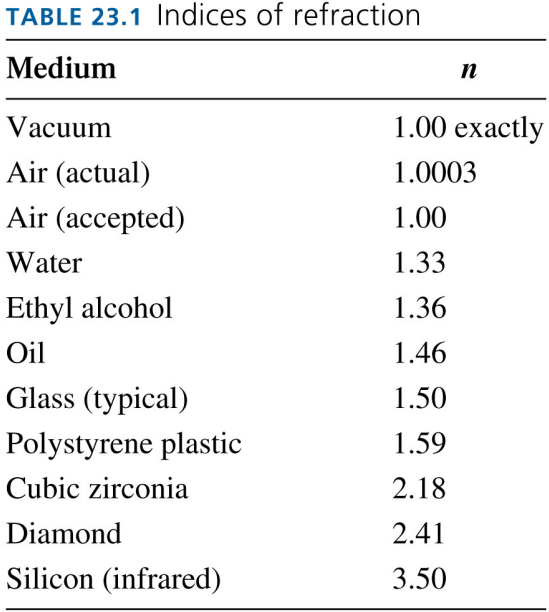 TABLE 23.1 Indices of refraction
Medium n
Vacuum 1.00 exactly
Air (actual) 1.0003
Air (accepted) 1.00
Water 1.33
Ethyl alcohol 1.36
Oil 1.46
Glass (typical) 1.50
Polystyrene plastic 1.59
Cubic zirconia 2.18
Diamond 2.41
Silicon (infrared) 3.50